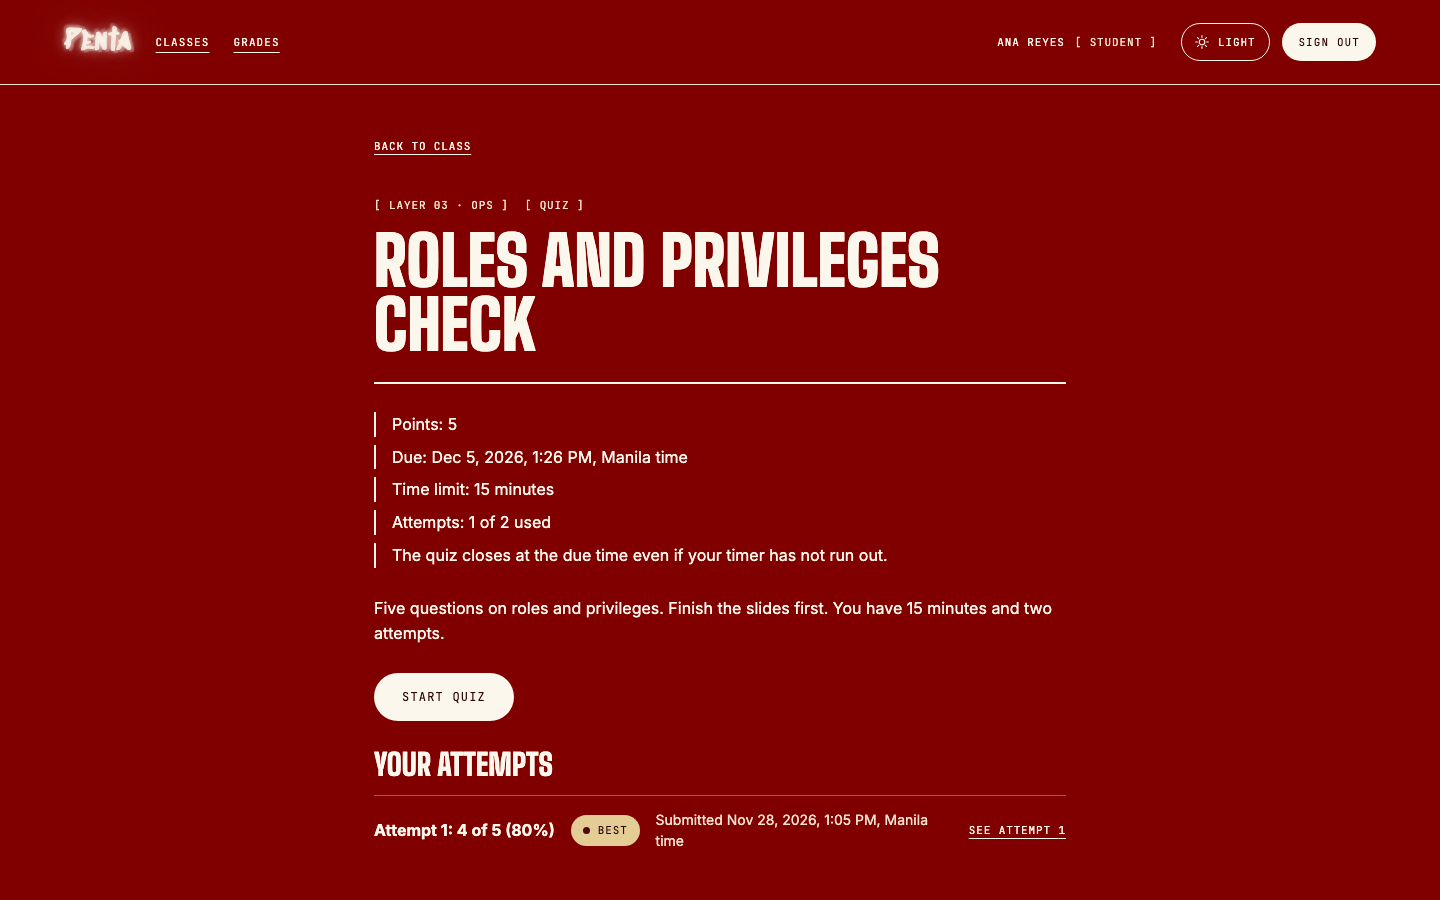 PENTA CLASSES GRADES ANA REYES [ STUDENT ] LIGHT SIGN OUT
BACK TO CLASS
[ LAYER 03 · OPS ] [ QUIZ ]
ROLES AND PRIVILEGES
CHECK
Points: 5
Due: Dec 5, 2026, 1:26 PM, Manila time
Time limit: 15 minutes
Attempts: 1 of 2 used
The quiz closes at the due time even if your timer has not run out.
Five questions on roles and privileges. Finish the slides first. You have 15 minutes and two
attempts.
START QUIZ
YOUR ATTEMPTS
Attempt 1: 4 of 5 (80%) BEST Submitted Nov 28, 2026, 1:05 PM, Manila
time
SEE ATTEMPT 1